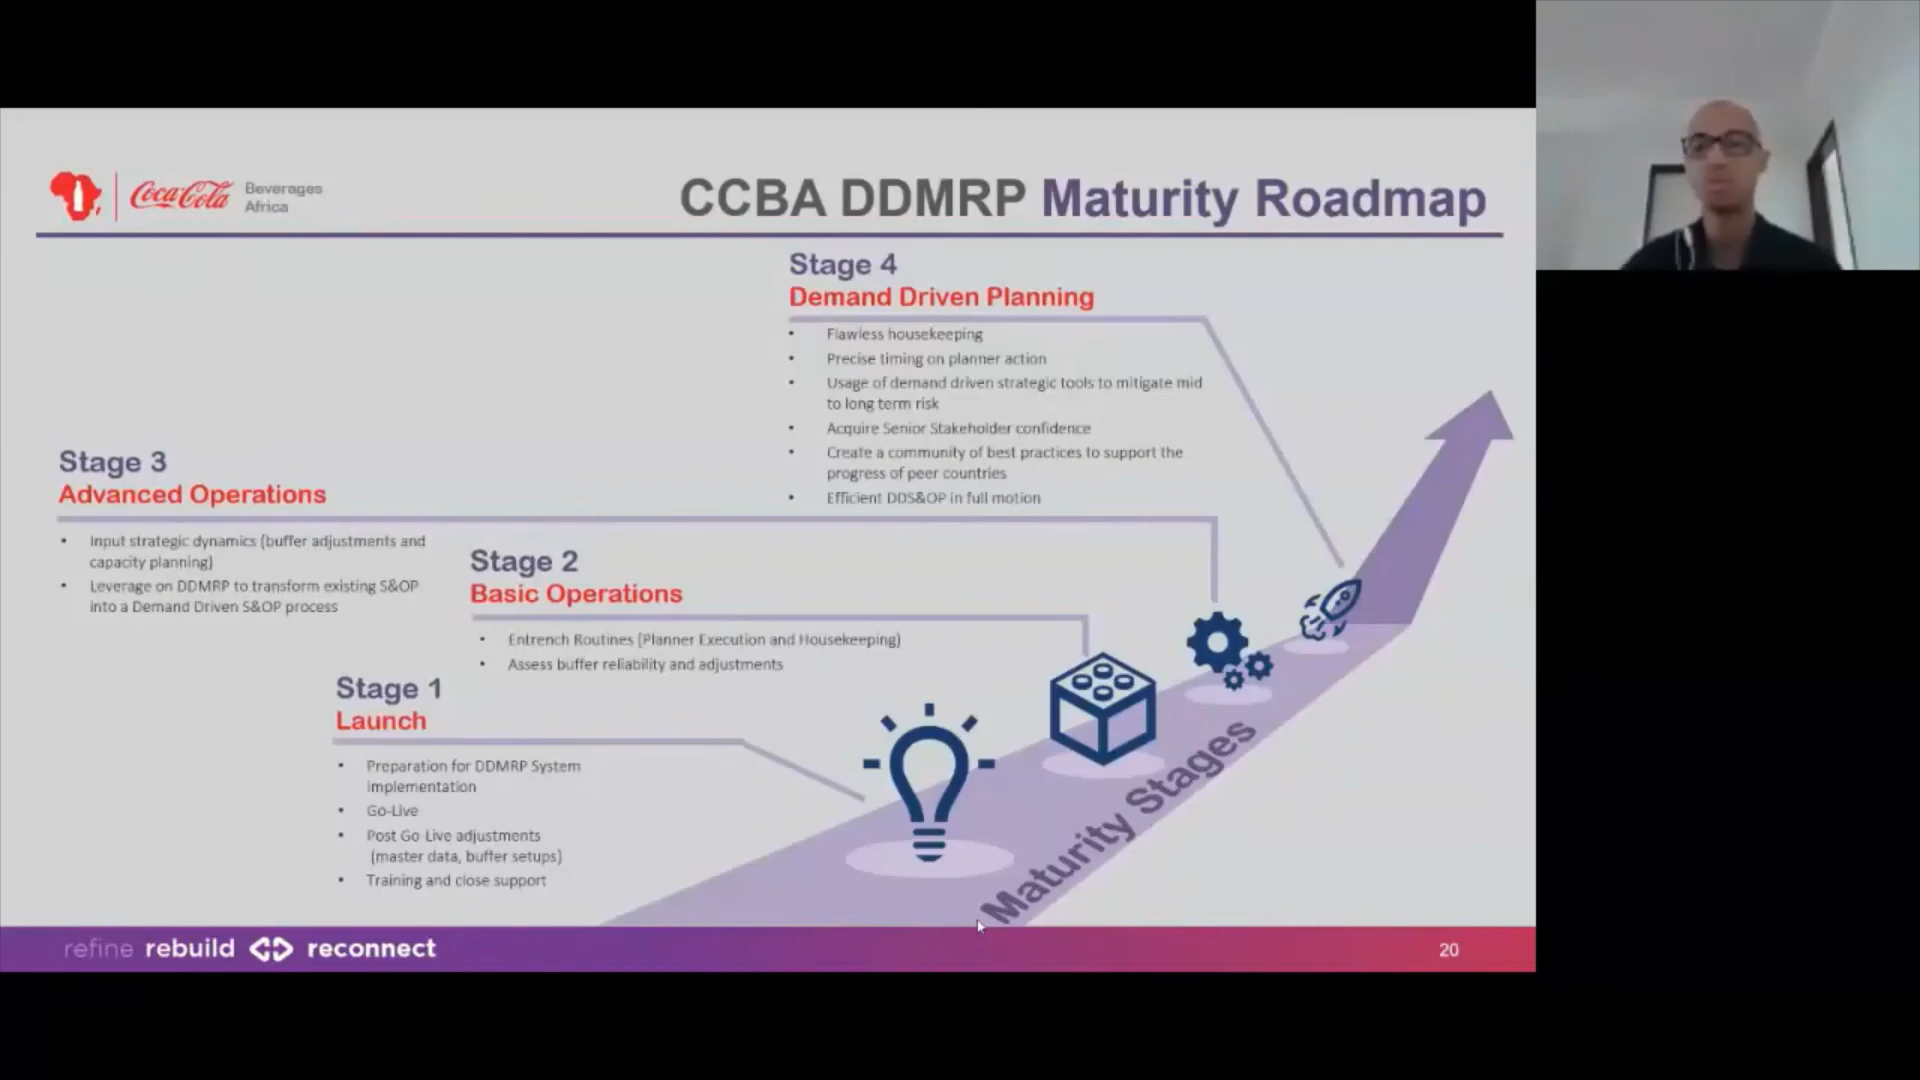 Coca-Cola
Beverages
Africa
CCBA DDMRP Maturity Roadmap
Stage 4
Demand Driven Planning
• Flawless housekeeping
• Precise timing on planner action
• Usage of demand driven strategic tools to mitigate mid
to long term risk
• Acquire Senior Stakeholder confidence
• Create a community of best practices to support the
progress of peer countries
• Efficient DDS&OP in full motion
Stage 3
Advanced Operations
• Input strategic dynamics (buffer adjustments and
capacity planning)
• Leverage on DDMRP to transform existing S&OP
into a Demand Driven S&OP process
Stage 2
Basic Operations
• Entrench Routines (Planner Execution and Housekeeping)
• Assess buffer reliability and adjustments
Stage 1
Launch
• Preparation for DDMRP System
implementation
• Go-Live
• Post Go-Live adjustments
(master data, buffer setups)
• Training and close support
Maturity Stages
refine rebuild reconnect
20